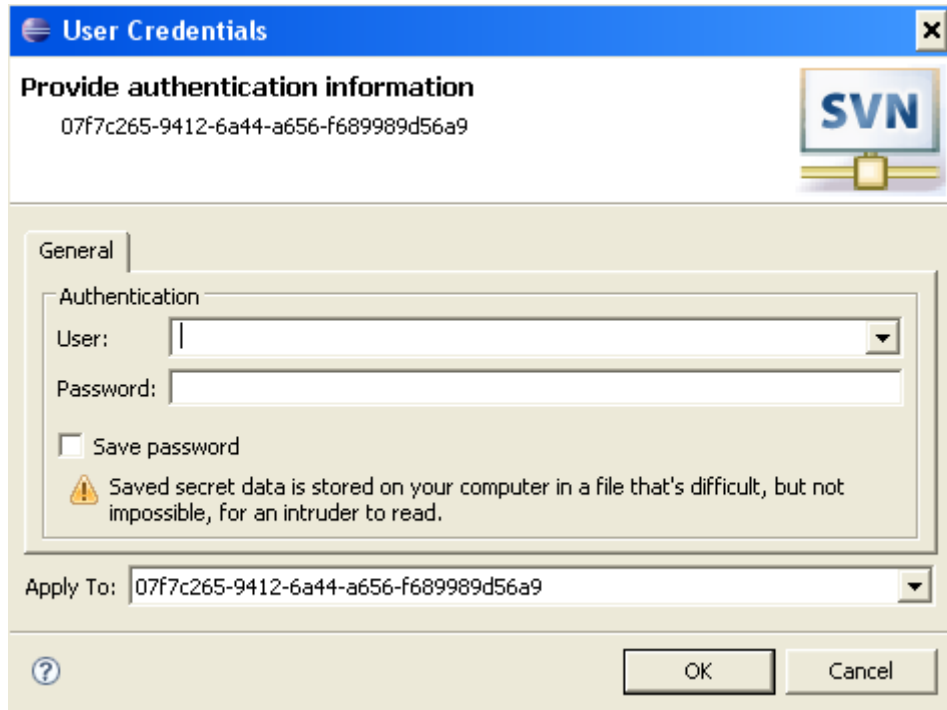 User Credentials
Provide authentication information
07f7c265-9412-6a44-a656-f689989d56a9
SVN
General
Authentication
User:
Password:
Save password
Saved secret data is stored on your computer in a file that's difficult, but not
impossible, for an intruder to read.
Apply To: 07f7c265-9412-6a44-a656-f689989d56a9
?
OK Cancel